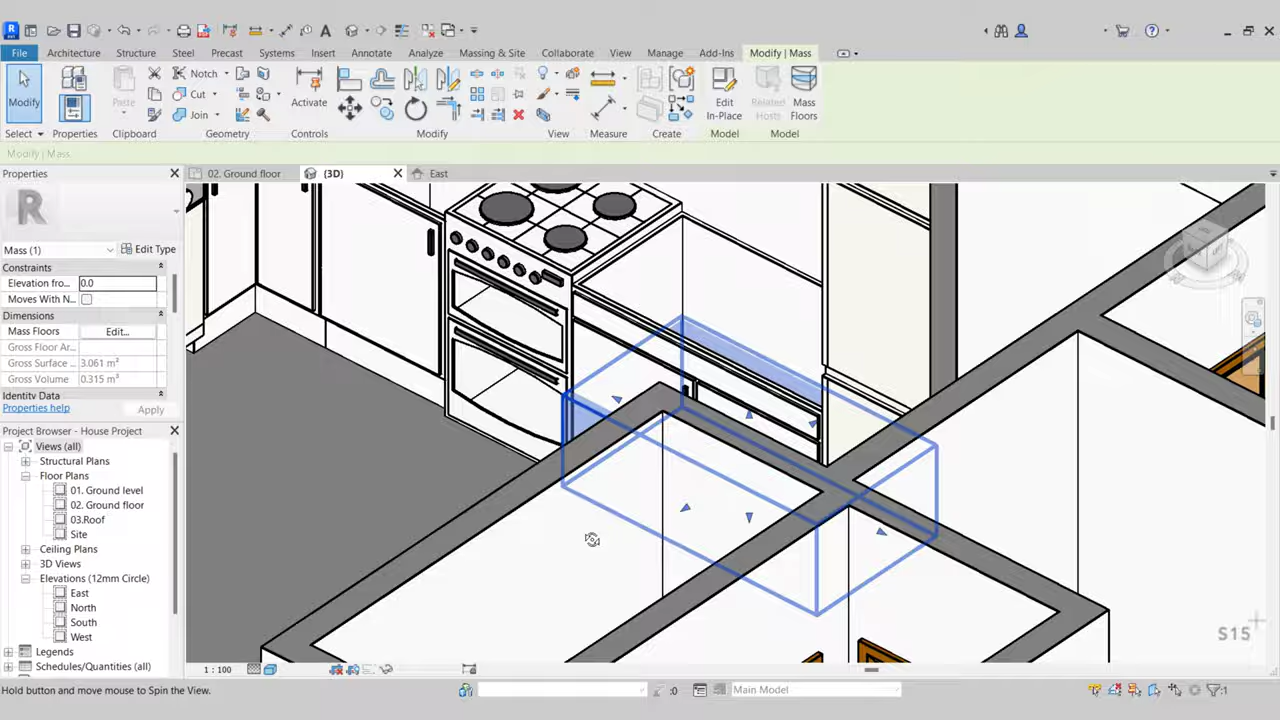 File Architecture Structure Steel Precast Systems Insert Annotate Analyze Massing & Site Collaborate View Manage Add-Ins Modify | Mass
Modify Notch Cut Join Paste Activate Edit In-Place Related Hosts Mass Floors
Select Properties Clipboard Geometry Controls Modify View Measure Create Model Model
Modify | Mass
Properties
02. Ground floor
(3D)
East
Mass (1)
Edit Type
Constraints
Elevation fro... 0.0
Moves With N...
Dimensions
Mass Floors Edit...
Gross Floor Ar...
Gross Surface ... 3.061 m²
Gross Volume 0.315 m³
Identity Data
Properties help
Apply
Project Browser - House Project
Views (all)
Structural Plans
Floor Plans
01. Ground level
02. Ground floor
03.Roof
Site
Ceiling Plans
3D Views
Elevations (12mm Circle)
East
North
South
West
Legends
Schedules/Quantities (all)
S15
1 : 100
Hold button and move mouse to Spin the View.
:0
Main Model
:1